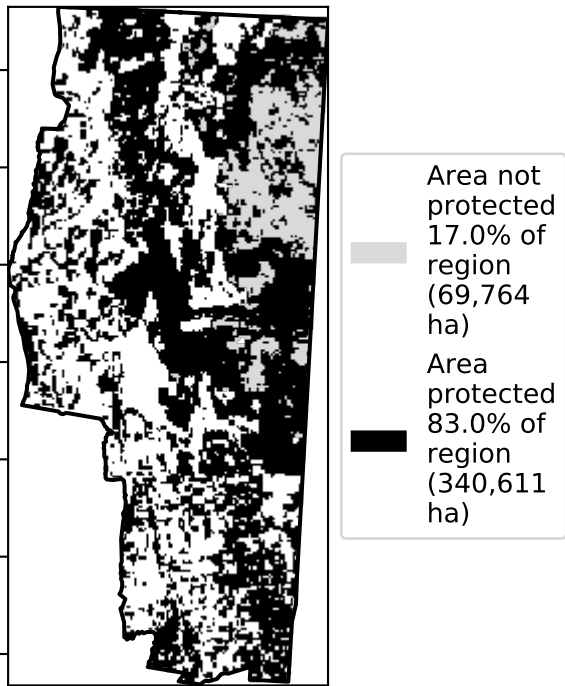 Area not
protected
17.0% of
region
(69,764
ha)
Area
protected
83.0% of
region
(340,611
ha)